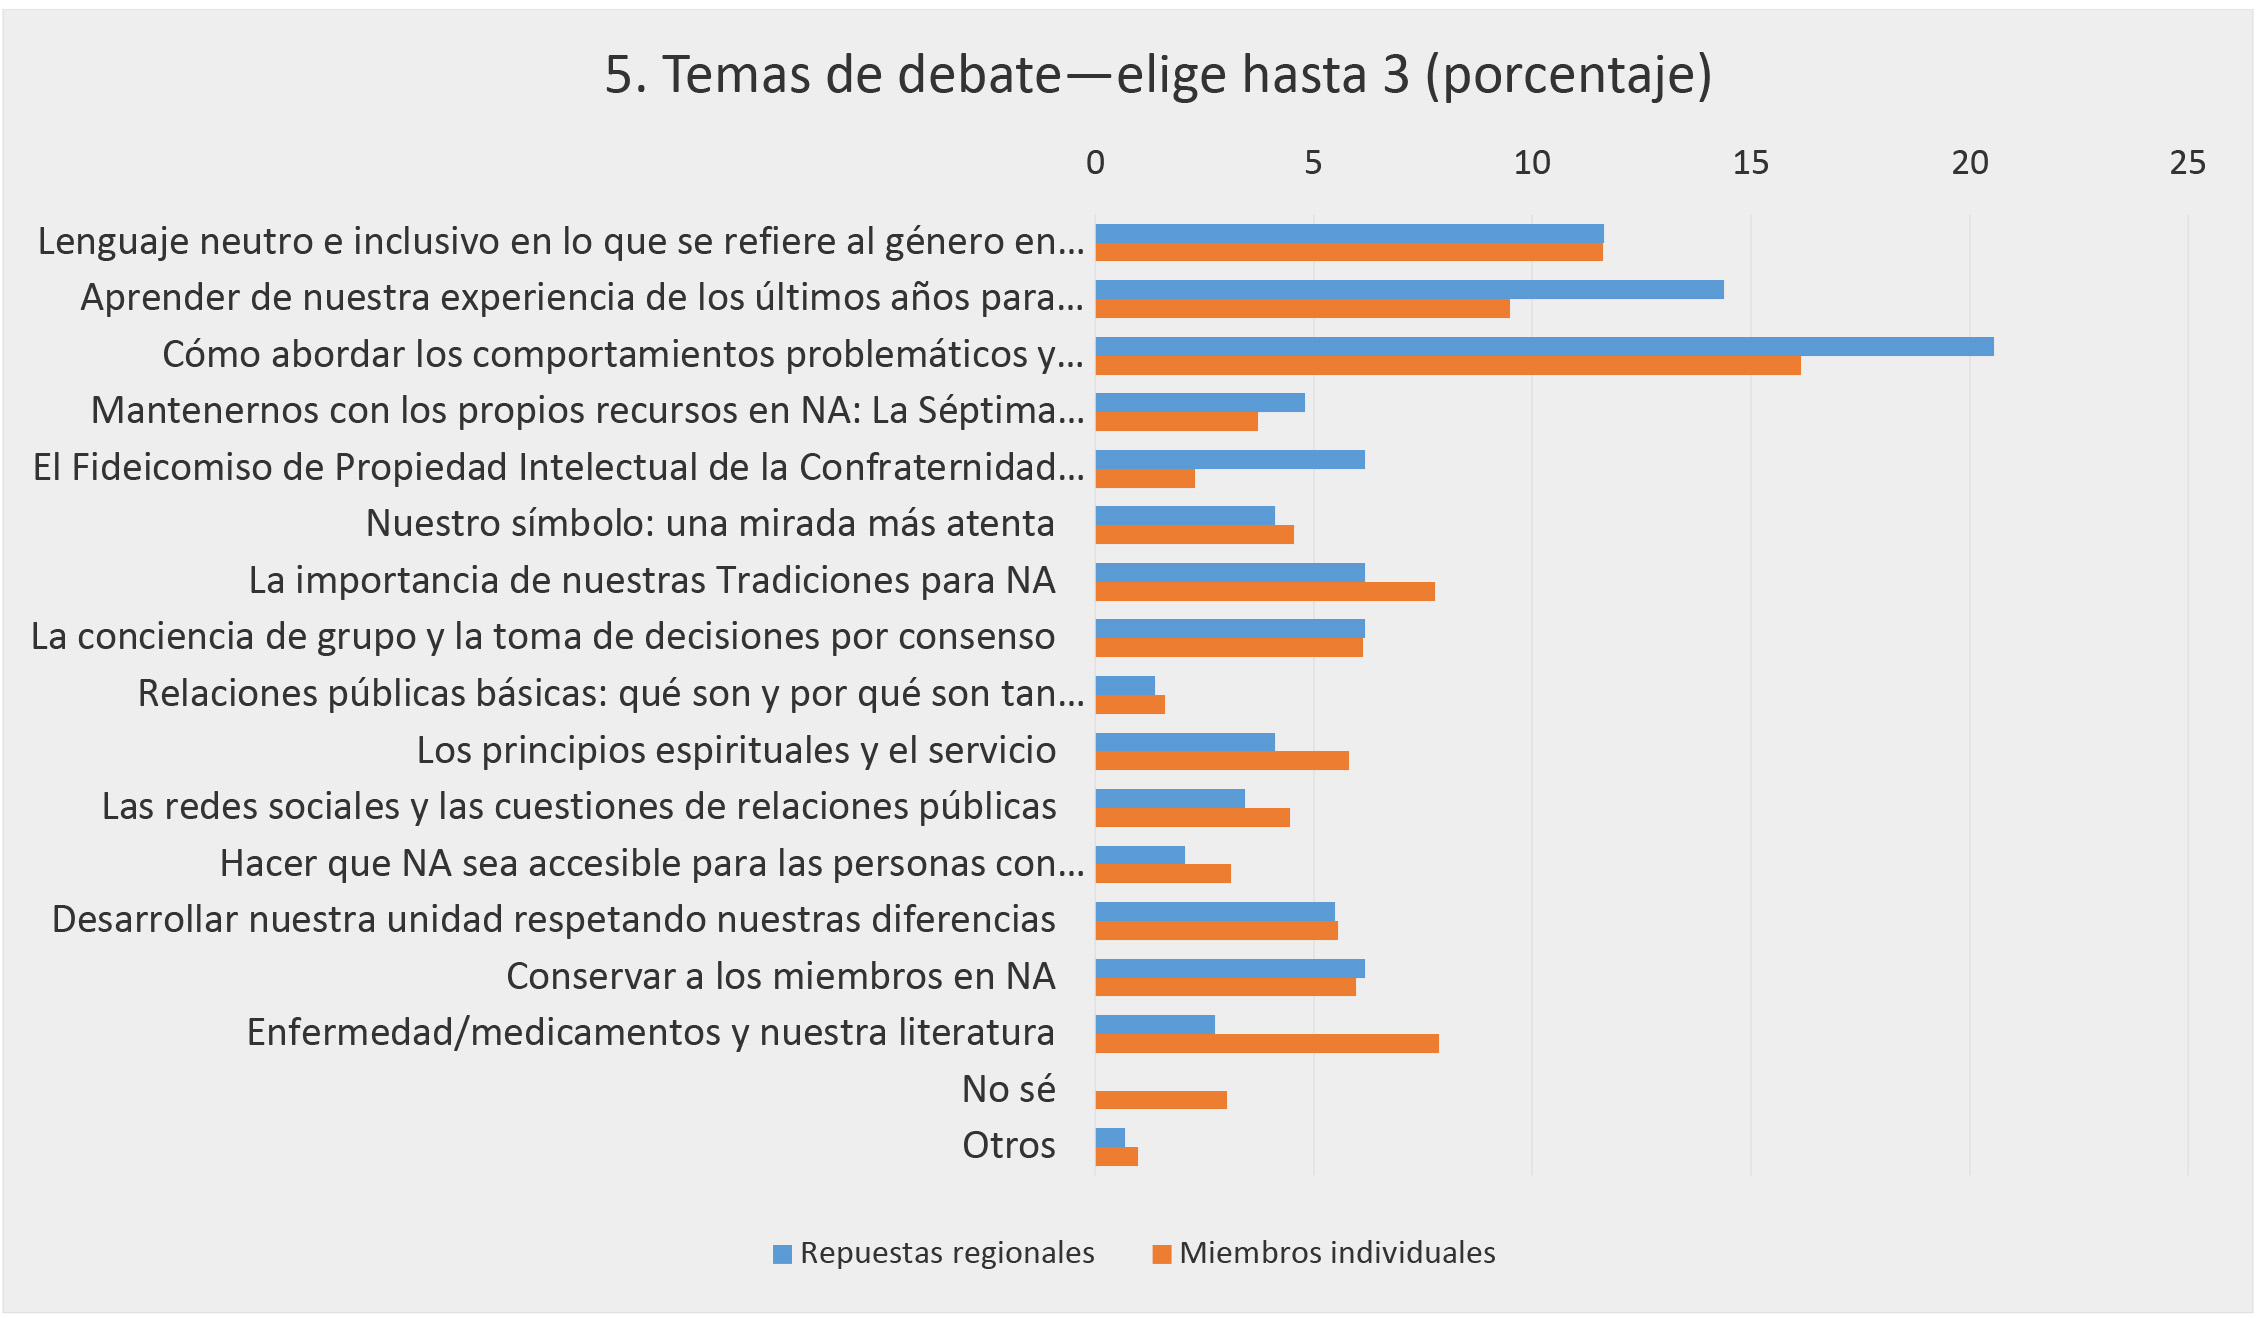 5. Temas de debate—elige hasta 3 (porcentaje)
0 5 10 15 20 25
Lenguaje neutro e inclusivo en lo que se refiere al género en...
Aprender de nuestra experiencia de los últimos años para...
Cómo abordar los comportamientos problemáticos y...
Mantenernos con los propios recursos en NA: La Séptima...
El Fideicomiso de Propiedad Intelectual de la Confraternidad...
Nuestro símbolo: una mirada más atenta
La importancia de nuestras Tradiciones para NA
La conciencia de grupo y la toma de decisiones por consenso
Relaciones públicas básicas: qué son y por qué son tan...
Los principios espirituales y el servicio
Las redes sociales y las cuestiones de relaciones públicas
Hacer que NA sea accesible para las personas con...
Desarrollar nuestra unidad respetando nuestras diferencias
Conservar a los miembros en NA
Enfermedad/medicamentos y nuestra literatura
No sé
Otros
Repuestas regionales Miembros individuales